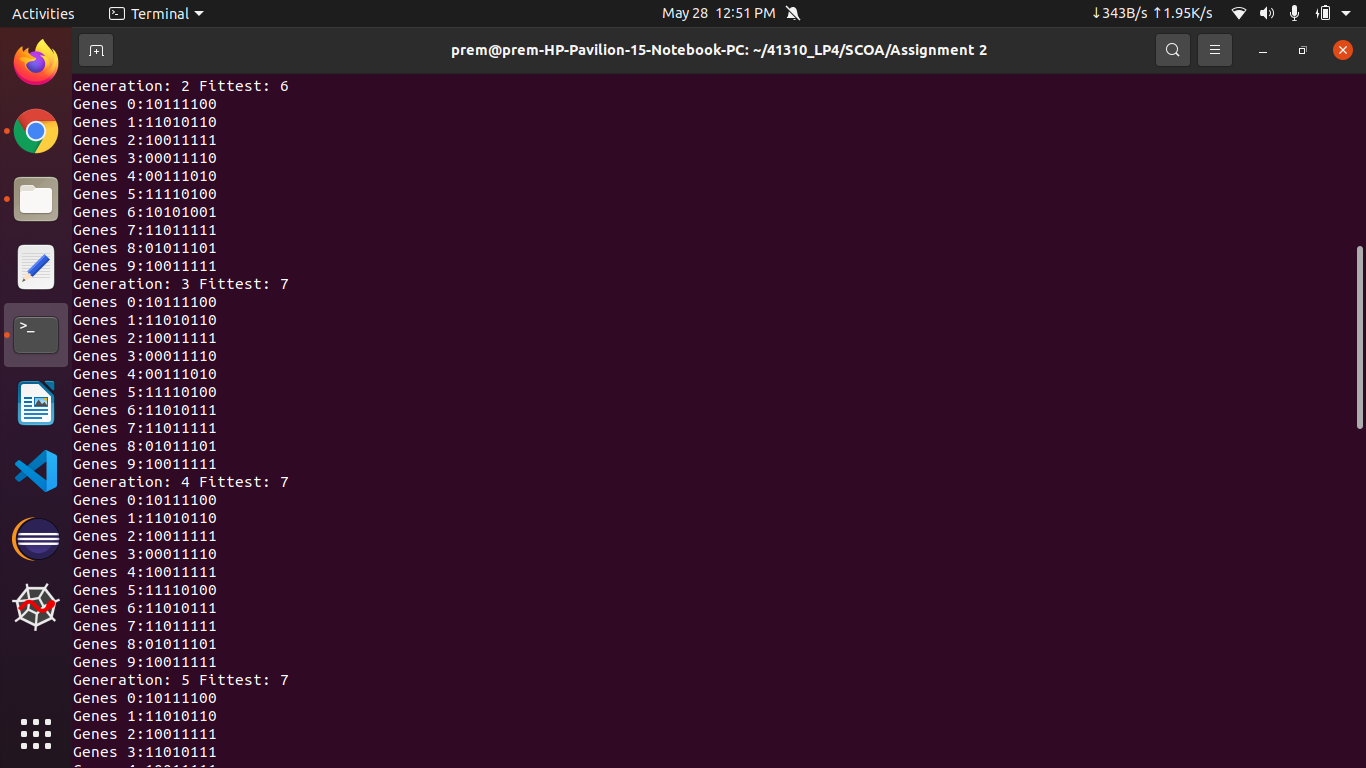 Activities Terminal May 28 12:51 PM ↓343B/s ↑1.95K/s
prem@prem-HP-Pavilion-15-Notebook-PC: ~/41310_LP4/SCOA/Assignment 2
Generation: 2 Fittest: 6
Genes 0:10111100
Genes 1:11010110
Genes 2:10011111
Genes 3:00011110
Genes 4:00111010
Genes 5:11110100
Genes 6:10101001
Genes 7:11011111
Genes 8:01011101
Genes 9:10011111
Generation: 3 Fittest: 7
Genes 0:10111100
Genes 1:11010110
Genes 2:10011111
Genes 3:00011110
Genes 4:00111010
Genes 5:11110100
Genes 6:11010111
Genes 7:11011111
Genes 8:01011101
Genes 9:10011111
Generation: 4 Fittest: 7
Genes 0:10111100
Genes 1:11010110
Genes 2:10011111
Genes 3:00011110
Genes 4:10011111
Genes 5:11110100
Genes 6:11010111
Genes 7:11011111
Genes 8:01011101
Genes 9:10011111
Generation: 5 Fittest: 7
Genes 0:10111100
Genes 1:11010110
Genes 2:10011111
Genes 3:11010111